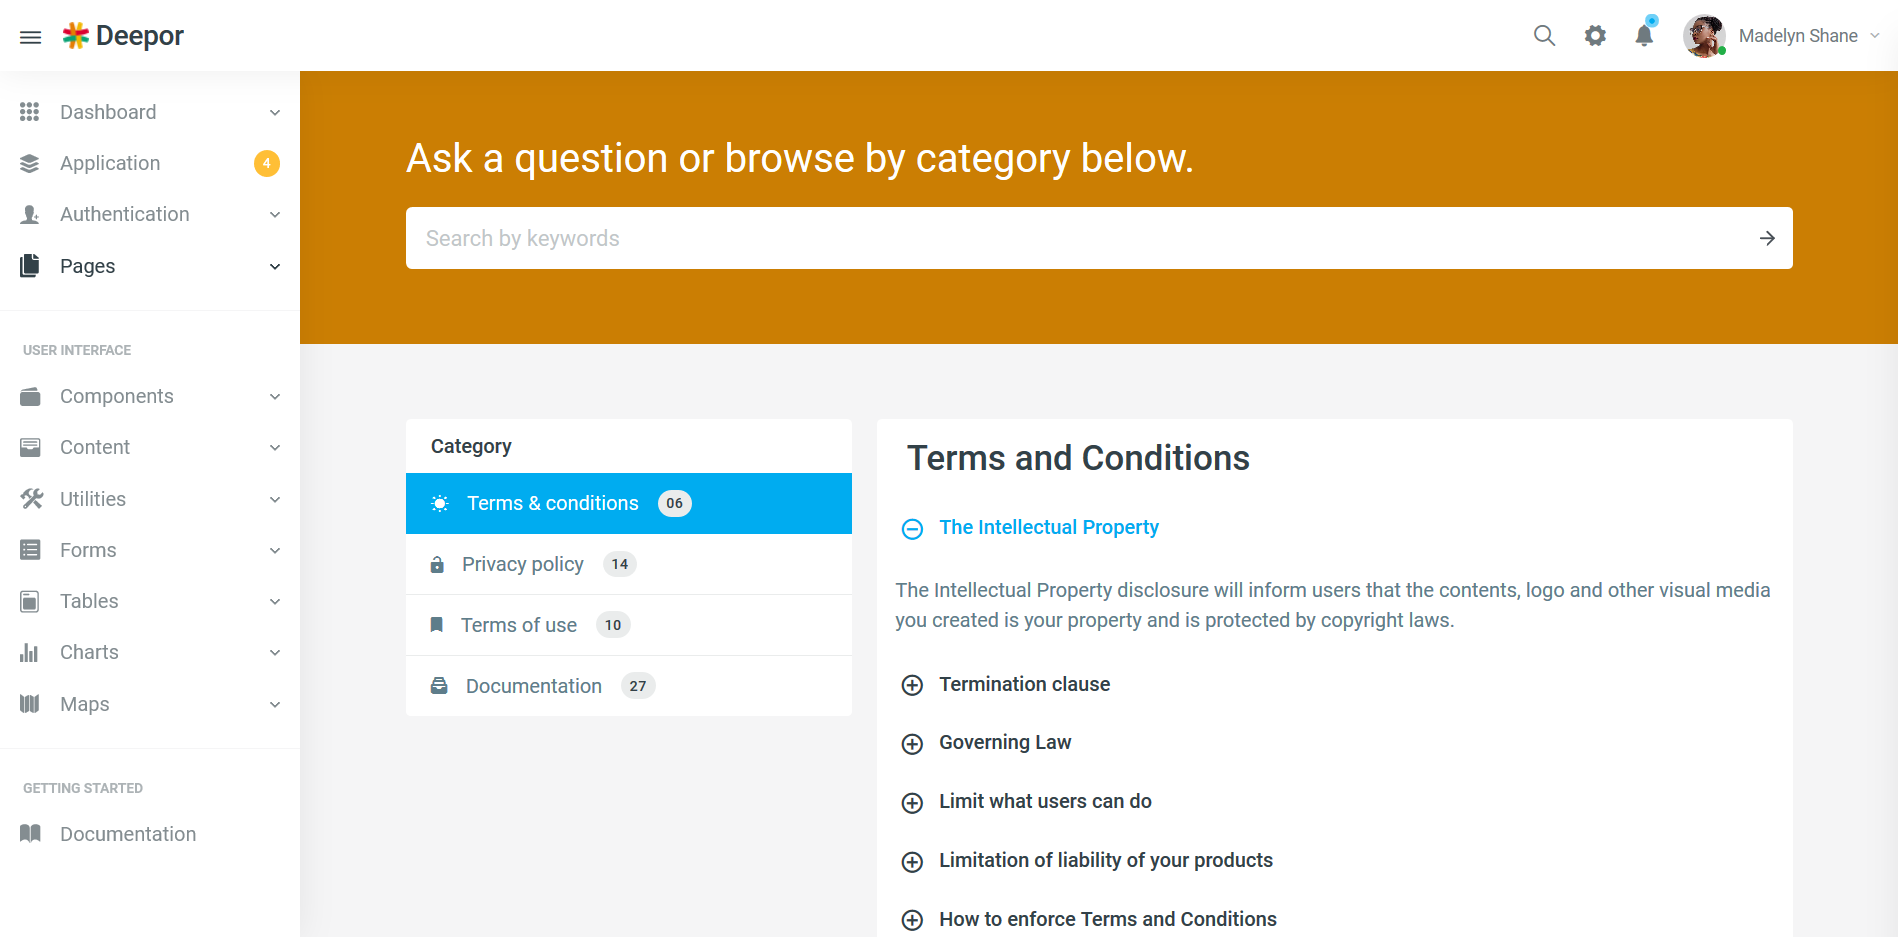 Deepor
Madelyn Shane
Dashboard
Application 4
Authentication
Pages
USER INTERFACE
Components
Content
Utilities
Forms
Tables
Charts
Maps
GETTING STARTED
Documentation
Ask a question or browse by category below.
Search by keywords
Category
Terms & conditions 06
Privacy policy 14
Terms of use 10
Documentation 27
Terms and Conditions
The Intellectual Property
The Intellectual Property disclosure will inform users that the contents, logo and other visual media
you created is your property and is protected by copyright laws.
Termination clause
Governing Law
Limit what users can do
Limitation of liability of your products
How to enforce Terms and Conditions